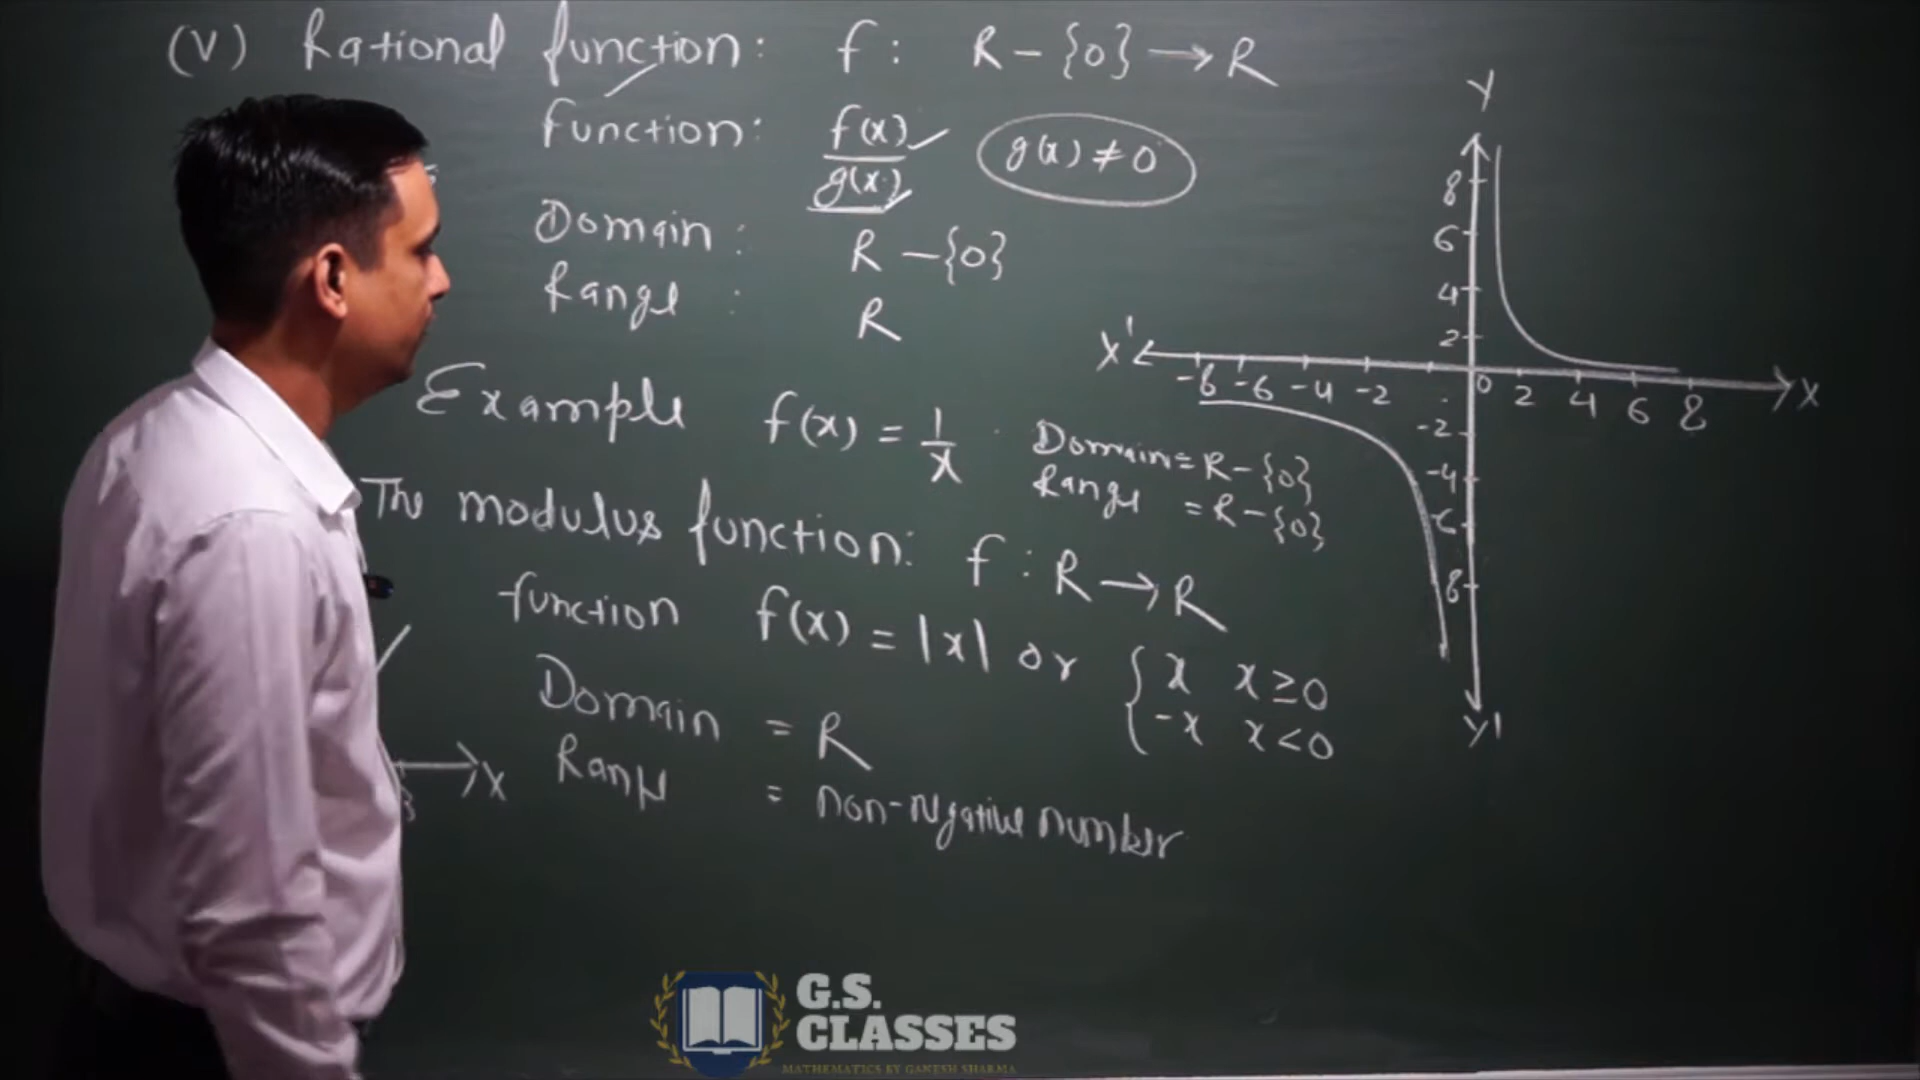 (V) Rational function: f: R-{0}→R
function: f(x)/g(x) g(x)≠0
Domain: R-{0}
Range: R
Example f(x) = 1/x . Domain = R-{0}
Range = R-{0}
The modulus function: f: R→R
function f(x) = |x| or { x x≥0
-x x<0
Domain = R
Range = non-negative number
Y
8
6
4
2
X' -6 -6 -4 -2 0 2 4 6 8 X
-2
-4
-6
8
Y'
X
G.S.
CLASSES
MATHEMATICS BY GANESH SHARMA